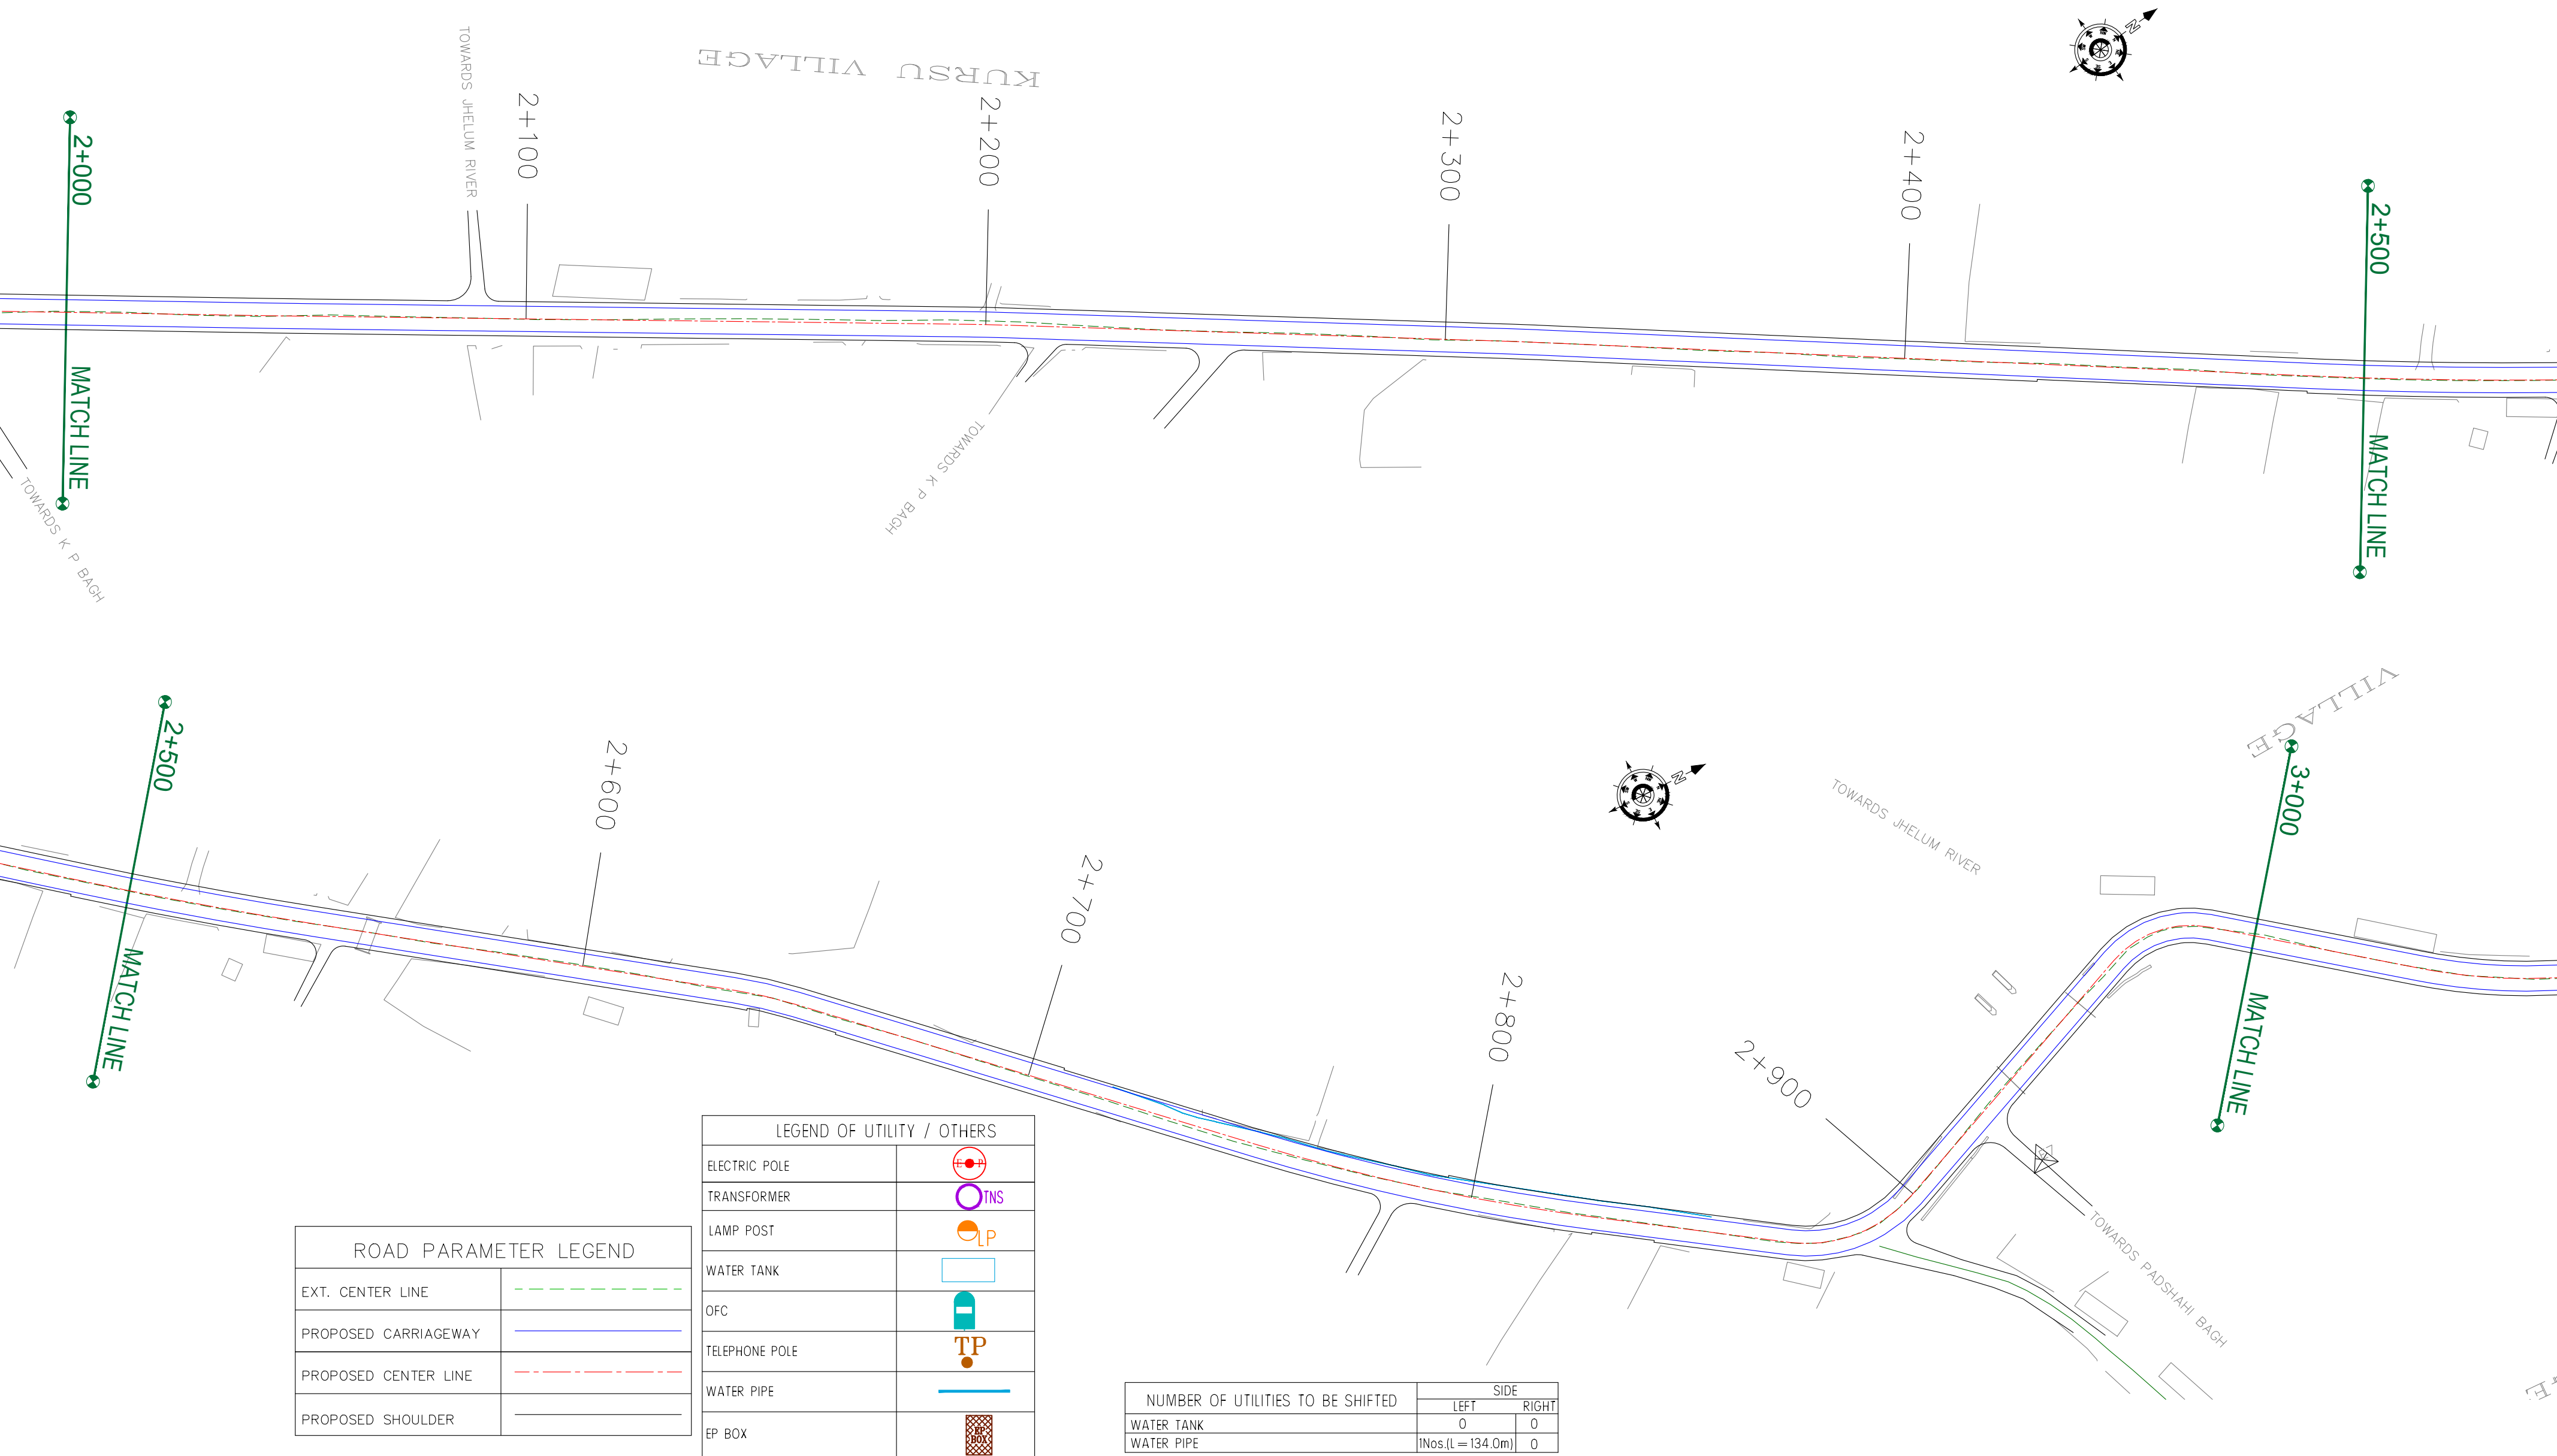 N
KURSU VILLAGE
TOWARDS JHELUM RIVER
2+000
2+100
2+200
2+300
2+400
2+500
MATCH LINE
MATCH LINE
TOWARDS K P BAGH
TOWARDS K P BAGH
VILLAGE
2+500
2+600
2+700
2+800
2+900
3+000
N
TOWARDS JHELUM RIVER
MATCH LINE
MATCH LINE
TOWARDS PADSHAHI BAGH
LEGEND OF UTILITY / OTHERS
ELECTRIC POLE E P
TRANSFORMER TNS
LAMP POST LP
WATER TANK
OFC
TELEPHONE POLE TP
WATER PIPE
EP BOX EP BOX
ROAD PARAMETER LEGEND
EXT. CENTER LINE
PROPOSED CARRIAGEWAY
PROPOSED CENTER LINE
PROPOSED SHOULDER
NUMBER OF UTILITIES TO BE SHIFTED SIDE
LEFT RIGHT
WATER TANK 0 0
WATER PIPE 1Nos.(L=134.0m) 0